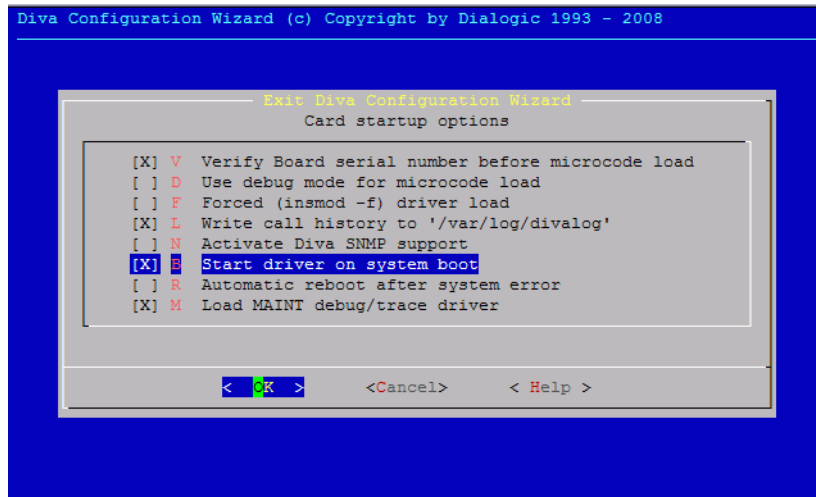 Diva Configuration Wizard (c) Copyright by Dialogic 1993 - 2008
Exit Diva Configuration Wizard
Card startup options
[X] V Verify Board serial number before microcode load
[ ] D Use debug mode for microcode load
[ ] F Forced (insmod -f) driver load
[X] L Write call history to '/var/log/divalog'
[ ] N Activate Diva SNMP support
[X] B Start driver on system boot
[ ] R Automatic reboot after system error
[X] M Load MAINT debug/trace driver
< OK > <Cancel> < Help >